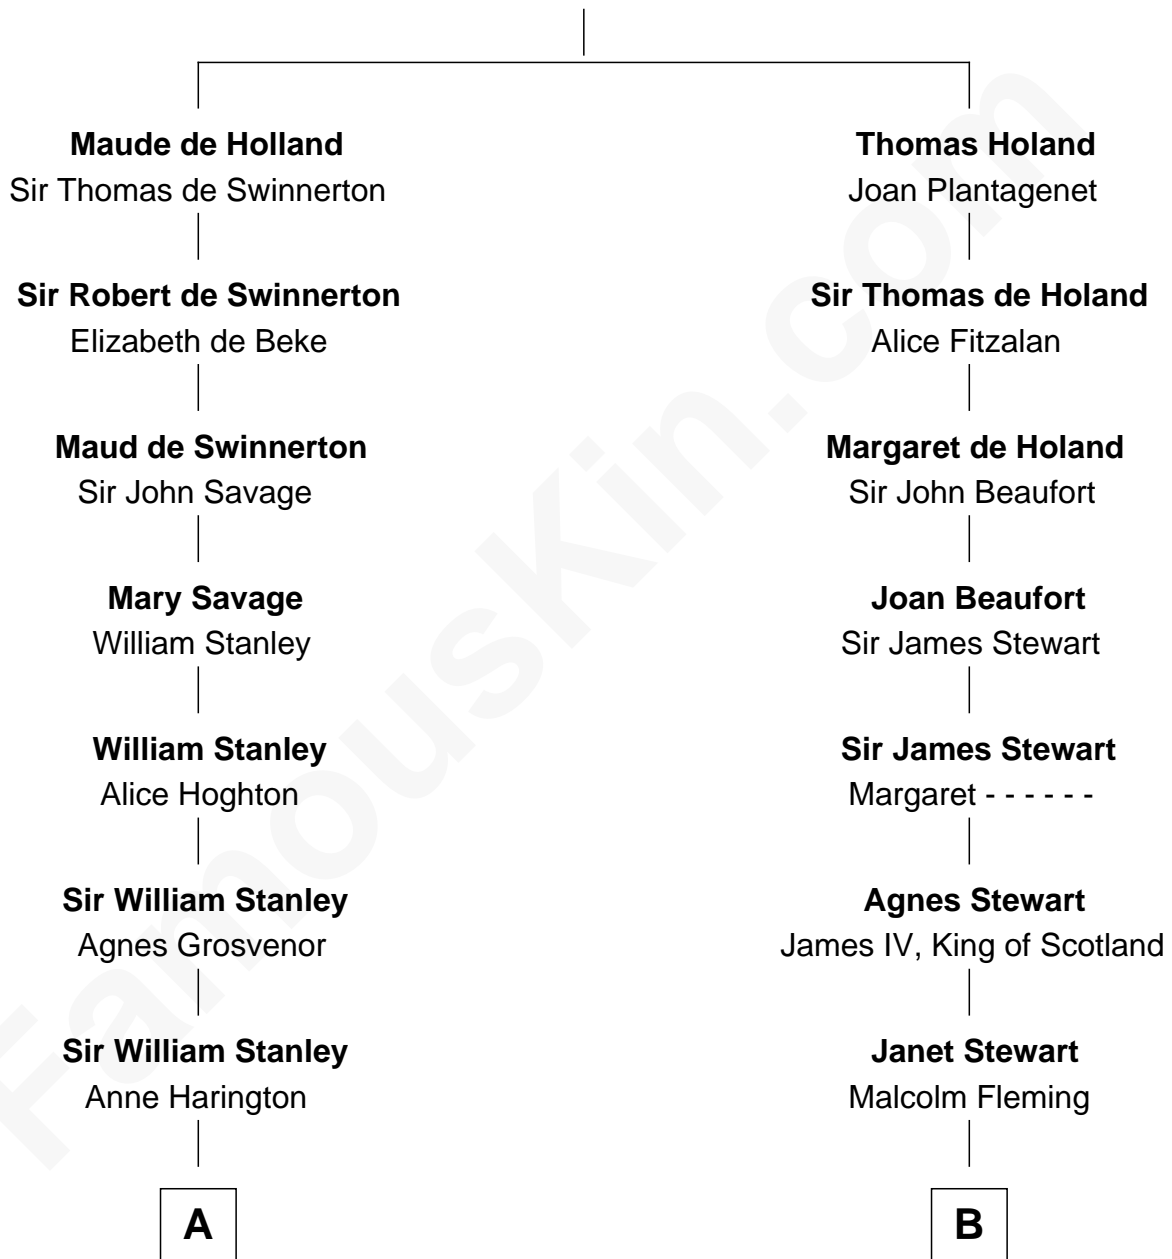 Maude de Holland
Sir Thomas de Swinnerton
Sir Robert de Swinnerton
Elizabeth de Beke
Maud de Swinnerton
Sir John Savage
Mary Savage
William Stanley
William Stanley
Alice Hoghton
Sir William Stanley
Agnes Grosvenor
Sir William Stanley
Anne Harington
A
Thomas Holand
Joan Plantagenet
Sir Thomas de Holand
Alice Fitzalan
Margaret de Holand
Sir John Beaufort
Joan Beaufort
Sir James Stewart
Sir James Stewart
Margaret - - - - - -
Agnes Stewart
James IV, King of Scotland
Janet Stewart
Malcolm Fleming
B
FamousKin.com